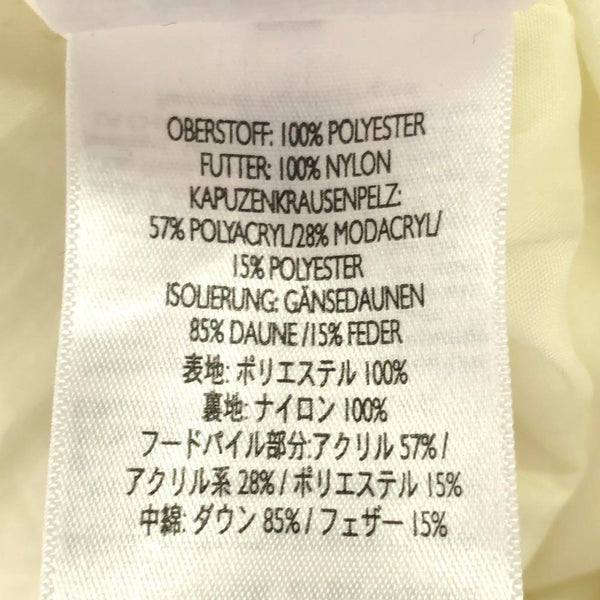 OBERSTOFF: 100% POLYESTER
FUTTER: 100% NYLON
KAPUZENKRAUSENPELZ:
57% POLYACRYL/28% MODACRYL/
15% POLYESTER
ISOLIERUNG: GÄNSEDAUNEN
85% DAUNE/15% FEDER
表地: ポリエステル 100%
裏地: ナイロン 100%
フードパイル部分:アクリル 57% /
アクリル系 28% / ポリエステル 15%
中綿: ダウン 85% / フェザー 15%